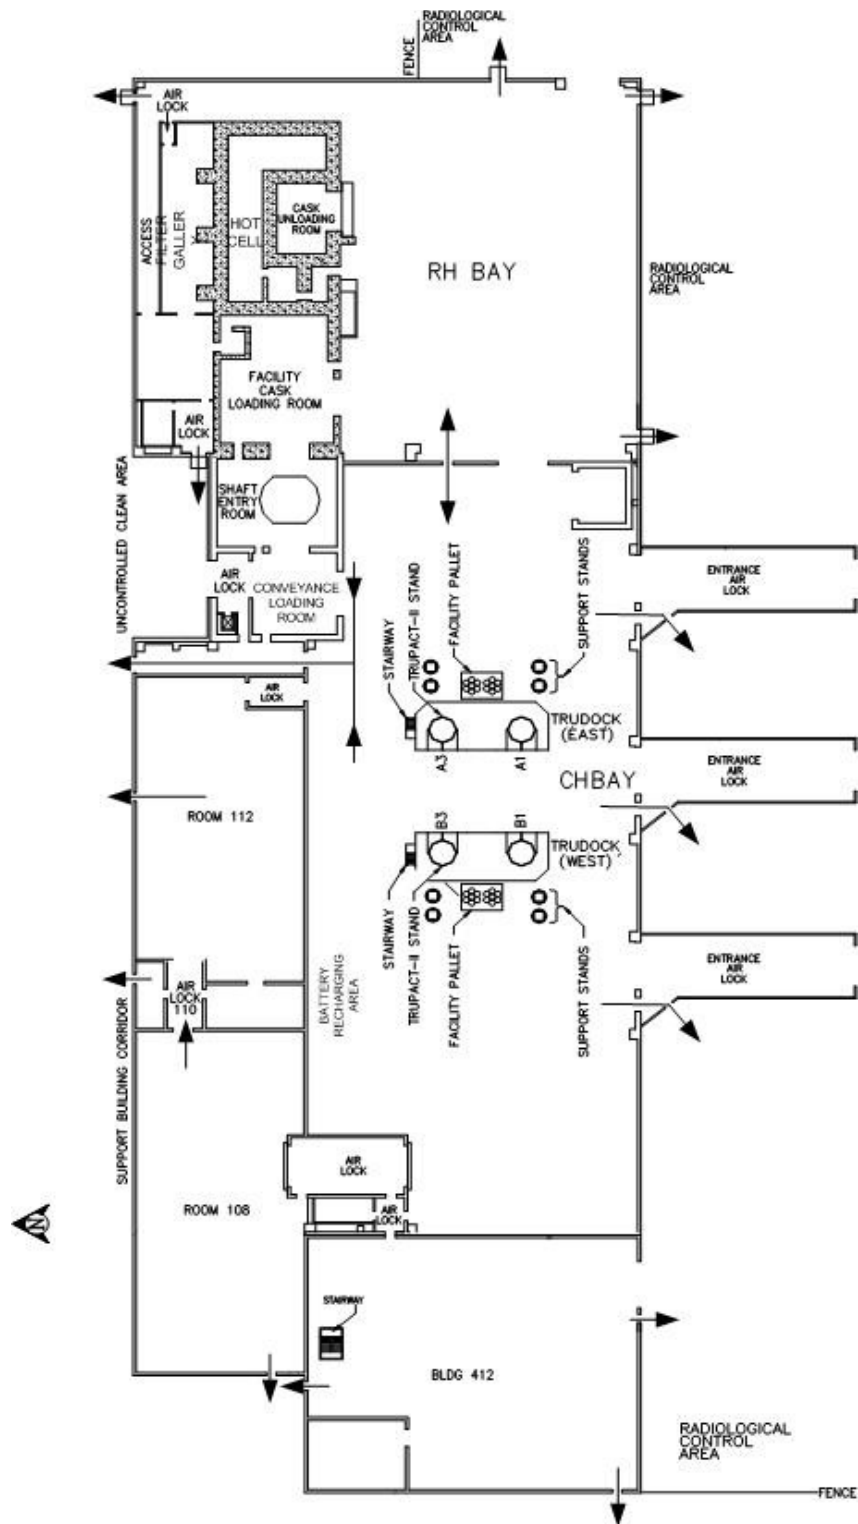 RADIOLOGICAL
CONTROL
AREA
FENCE
AIR
LOCK
ACCESS
FILTER
GALLER
Y
HOT
CELL
CASK
UNLOADING
ROOM
RH BAY
RADIOLOGICAL
CONTROL
AREA
FACILITY
CASK
LOADING ROOM
AIR
LOCK
UNCONTROLLED CLEAN AREA
SHAFT
ENTRY
ROOM
AIR
LOCK
CONVEYANCE
LOADING
ROOM
STAIRWAY
TRUPACT-II STAND
FACILITY PALLET
SUPPORT STANDS
ENTRANCE
AIR
LOCK
AIR
LOCK
TRUDOCK
(EAST)
A3
A1
ROOM 112
CHBAY
ENTRANCE
AIR
LOCK
B3
B1
TRUDOCK
(WEST)
STAIRWAY
TRUPACT-II STAND
FACILITY PALLET
SUPPORT STANDS
ENTRANCE
AIR
LOCK
AIR
LOCK
110
BATTERY
RECHARGING
AREA
SUPPORT BUILDING CORRIDOR
AIR
LOCK
ROOM 108
AIR
LOCK
N
STAIRWAY
BLDG 412
RADIOLOGICAL
CONTROL
AREA
FENCE